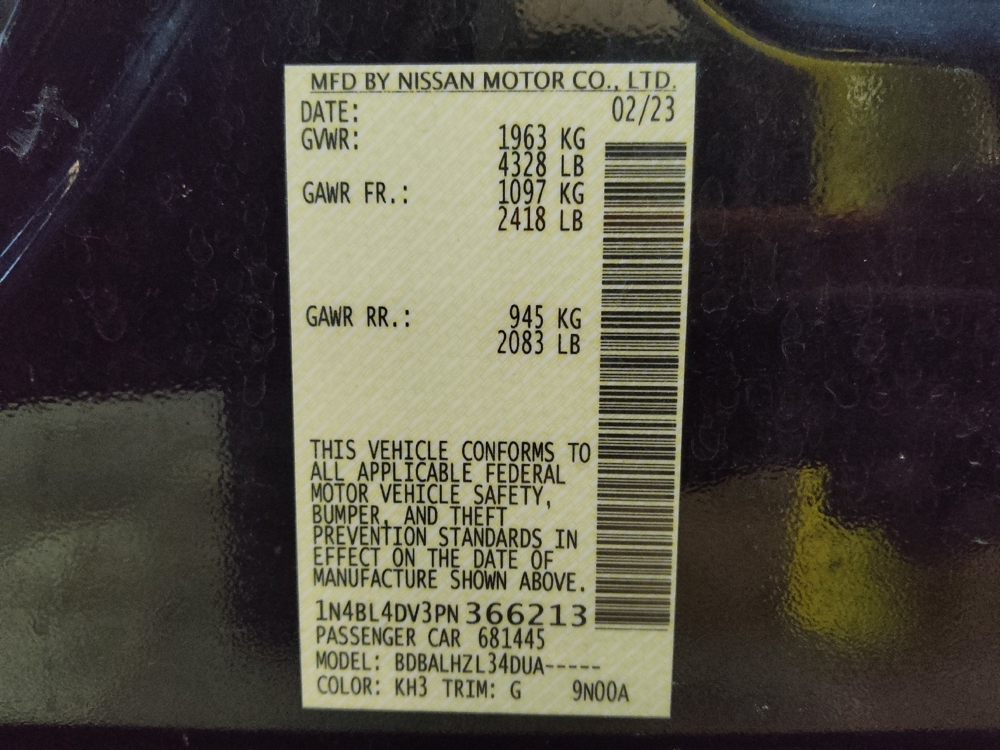 MFD BY NISSAN MOTOR CO., LTD.
DATE: 02/23
GVWR: 1963 KG
4328 LB
GAWR FR.: 1097 KG
2418 LB
GAWR RR.: 945 KG
2083 LB
THIS VEHICLE CONFORMS TO
ALL APPLICABLE FEDERAL
MOTOR VEHICLE SAFETY,
BUMPER, AND THEFT
PREVENTION STANDARDS IN
EFFECT ON THE DATE OF
MANUFACTURE SHOWN ABOVE.
1N4BL4DV3PN366213
PASSENGER CAR 681445
MODEL: BDBALHZL34DUA-----
COLOR: KH3 TRIM: G 9N00A